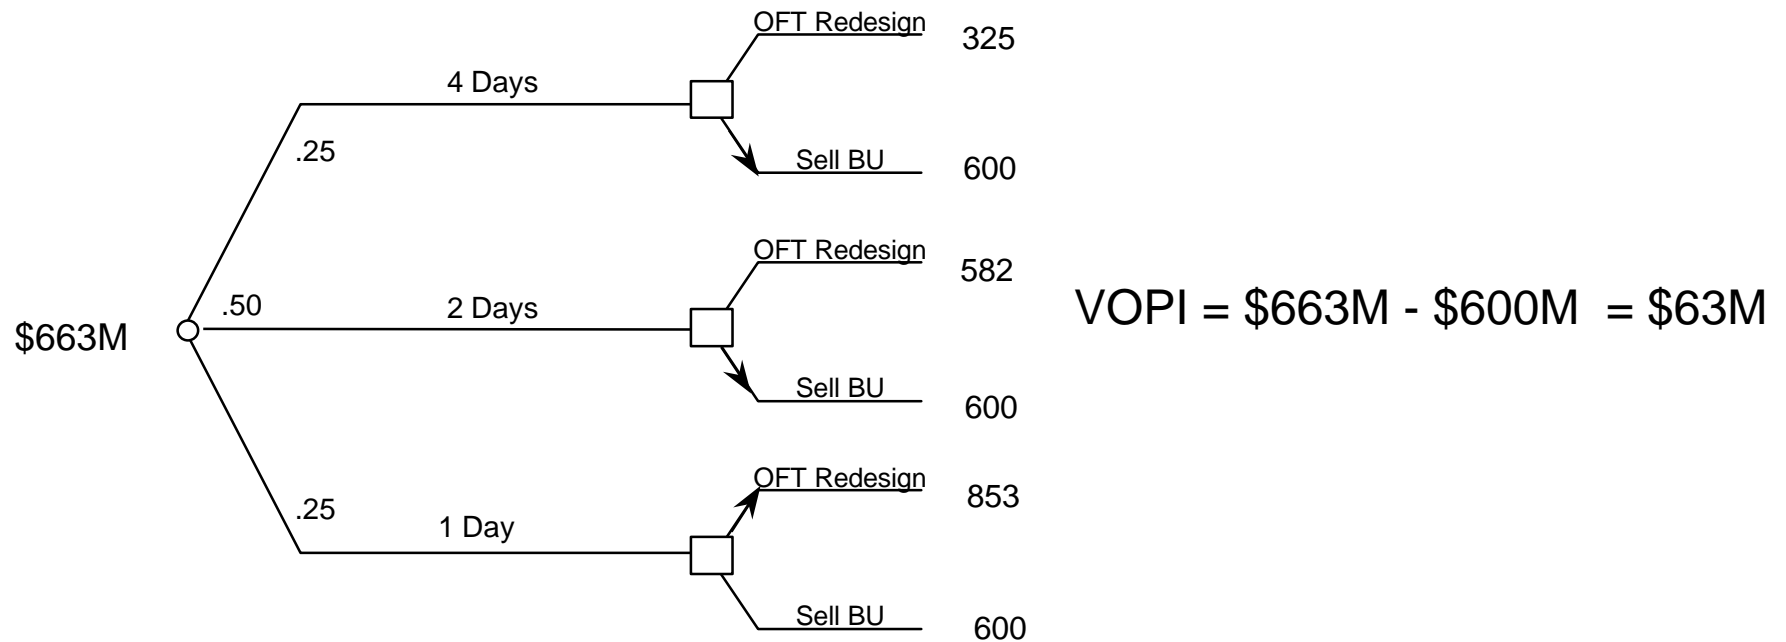 OFT Redesign 325
4 Days
.25
Sell BU 600
OFT Redesign 582
.50 2 Days
$663M
VOPI = $663M - $600M = $63M
Sell BU 600
OFT Redesign 853
.25
1 Day
Sell BU 600